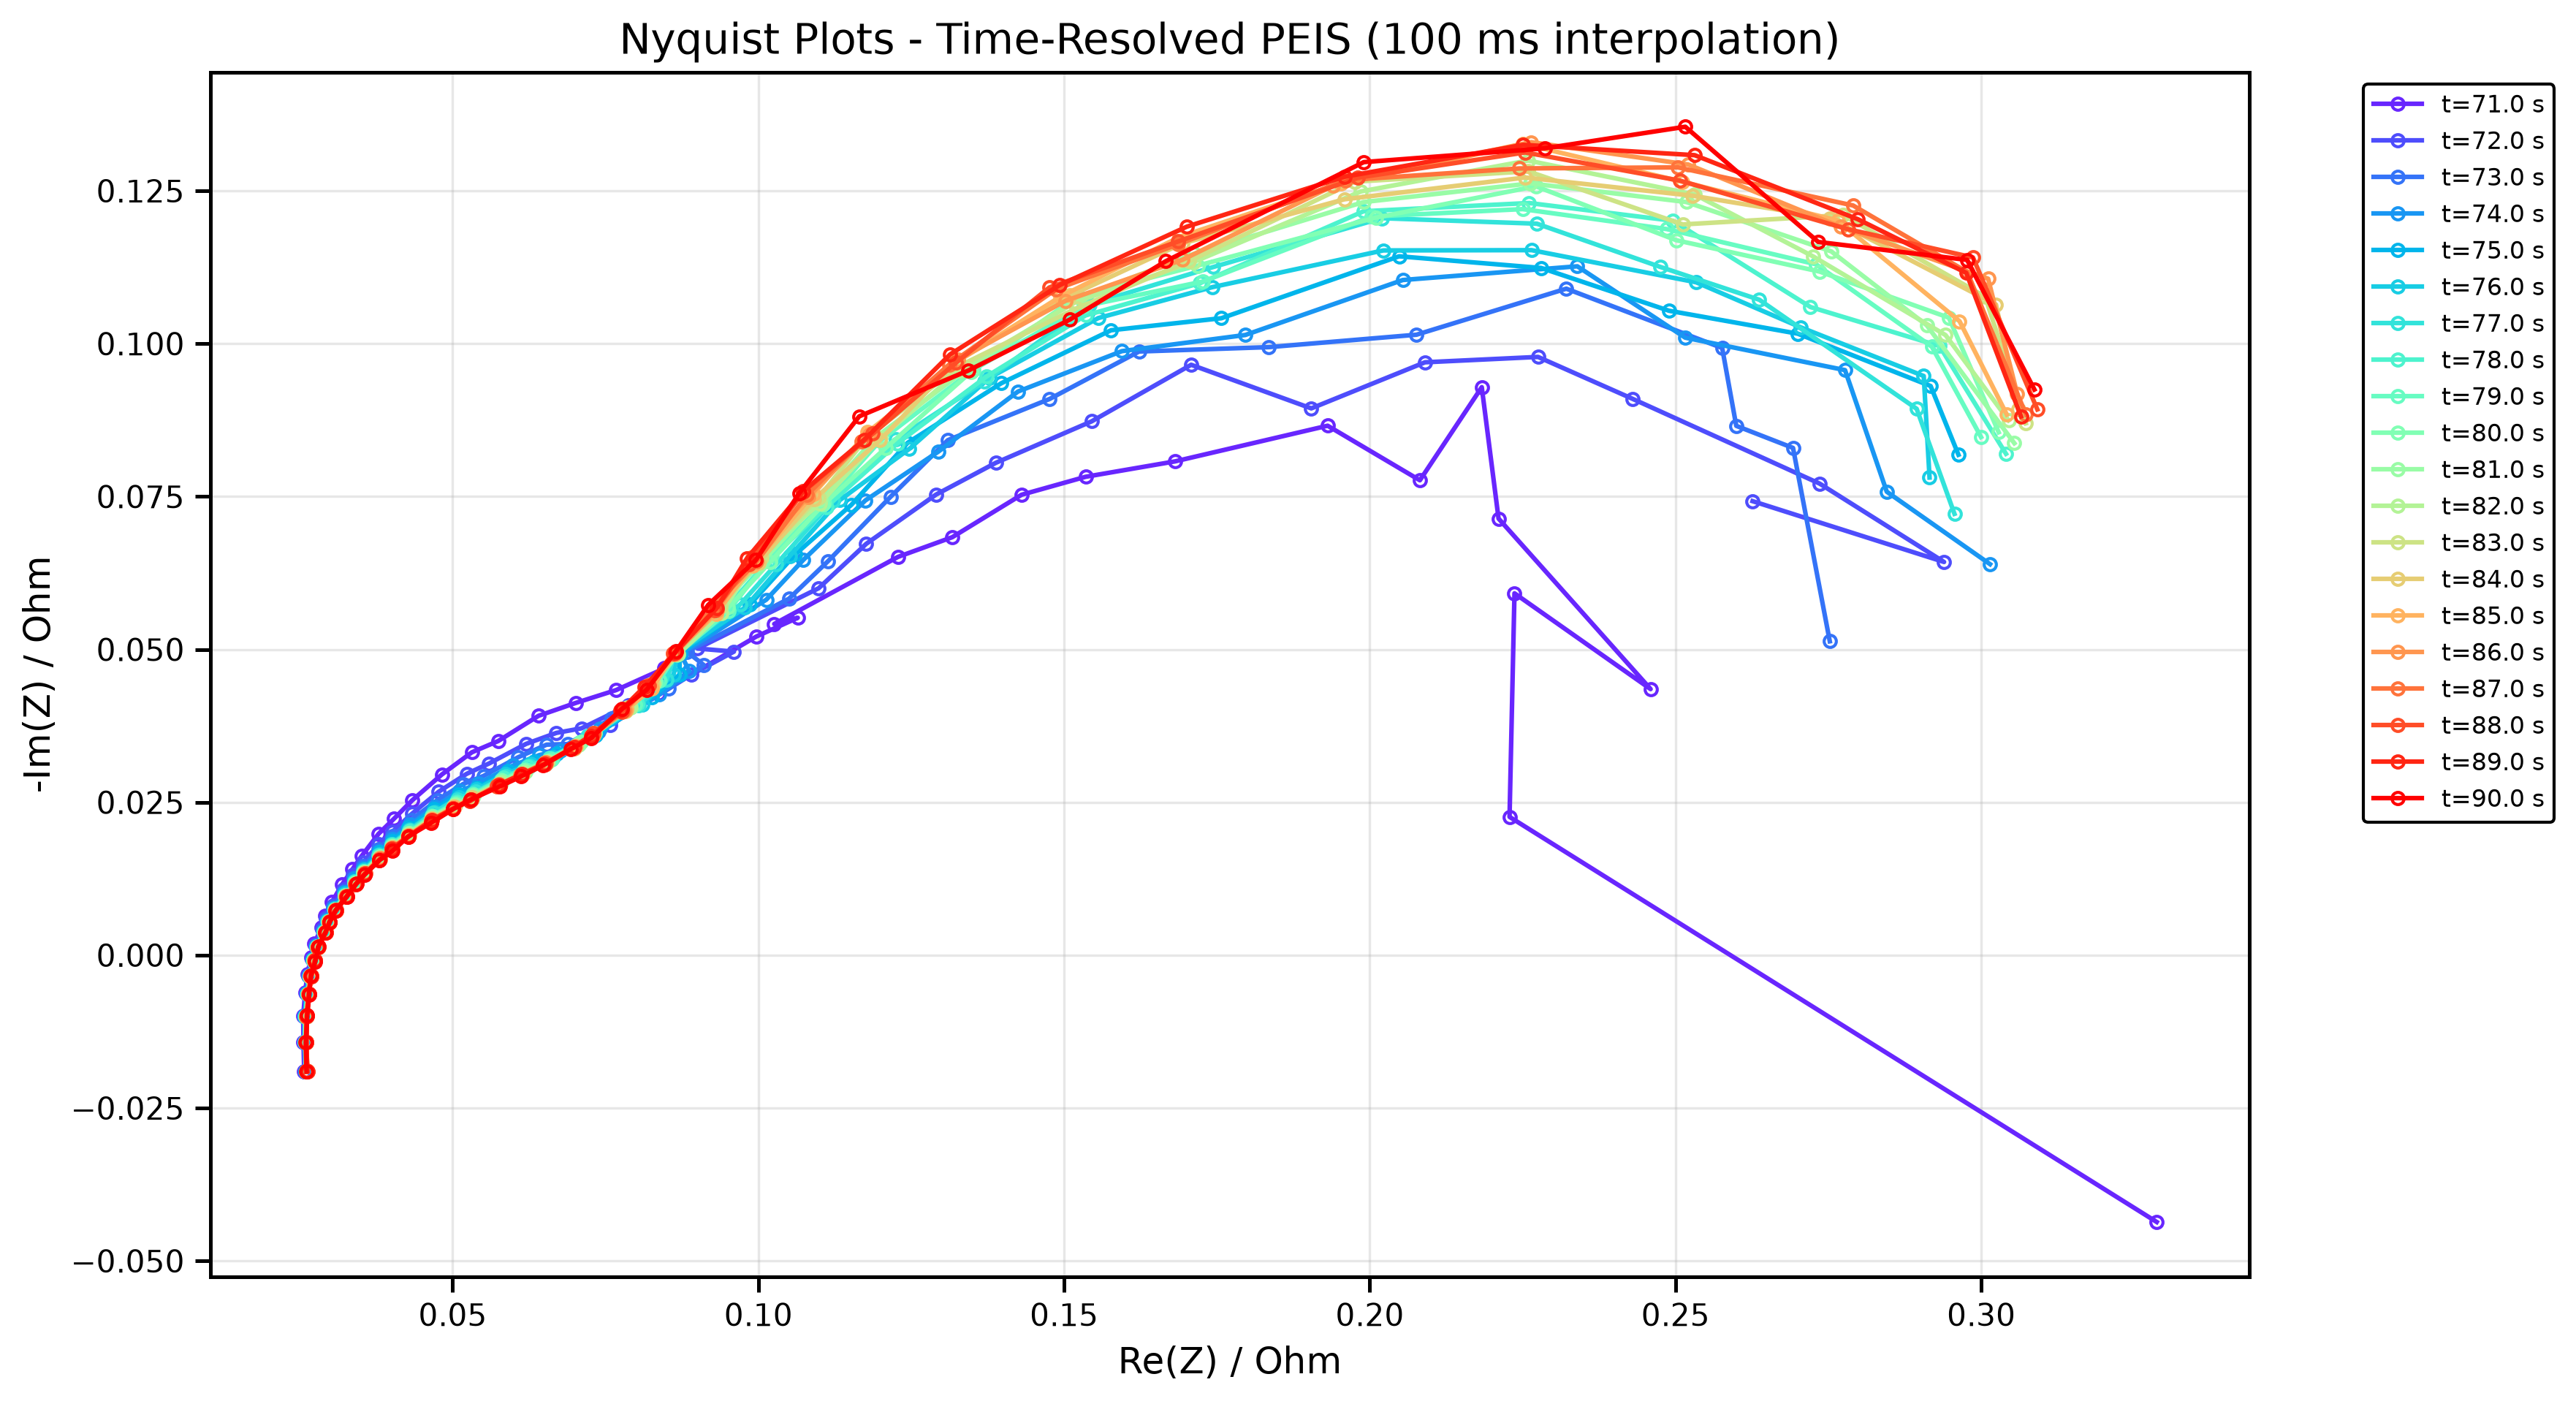 Nyquist Plots - Time-Resolved PEIS (100 ms interpolation)
-Im(Z) / Ohm
0.125
0.100
0.075
0.050
0.025
0.000
−0.025
−0.050
0.05
0.10
0.15
0.20
0.25
0.30
Re(Z) / Ohm
t=71.0 s
t=72.0 s
t=73.0 s
t=74.0 s
t=75.0 s
t=76.0 s
t=77.0 s
t=78.0 s
t=79.0 s
t=80.0 s
t=81.0 s
t=82.0 s
t=83.0 s
t=84.0 s
t=85.0 s
t=86.0 s
t=87.0 s
t=88.0 s
t=89.0 s
t=90.0 s